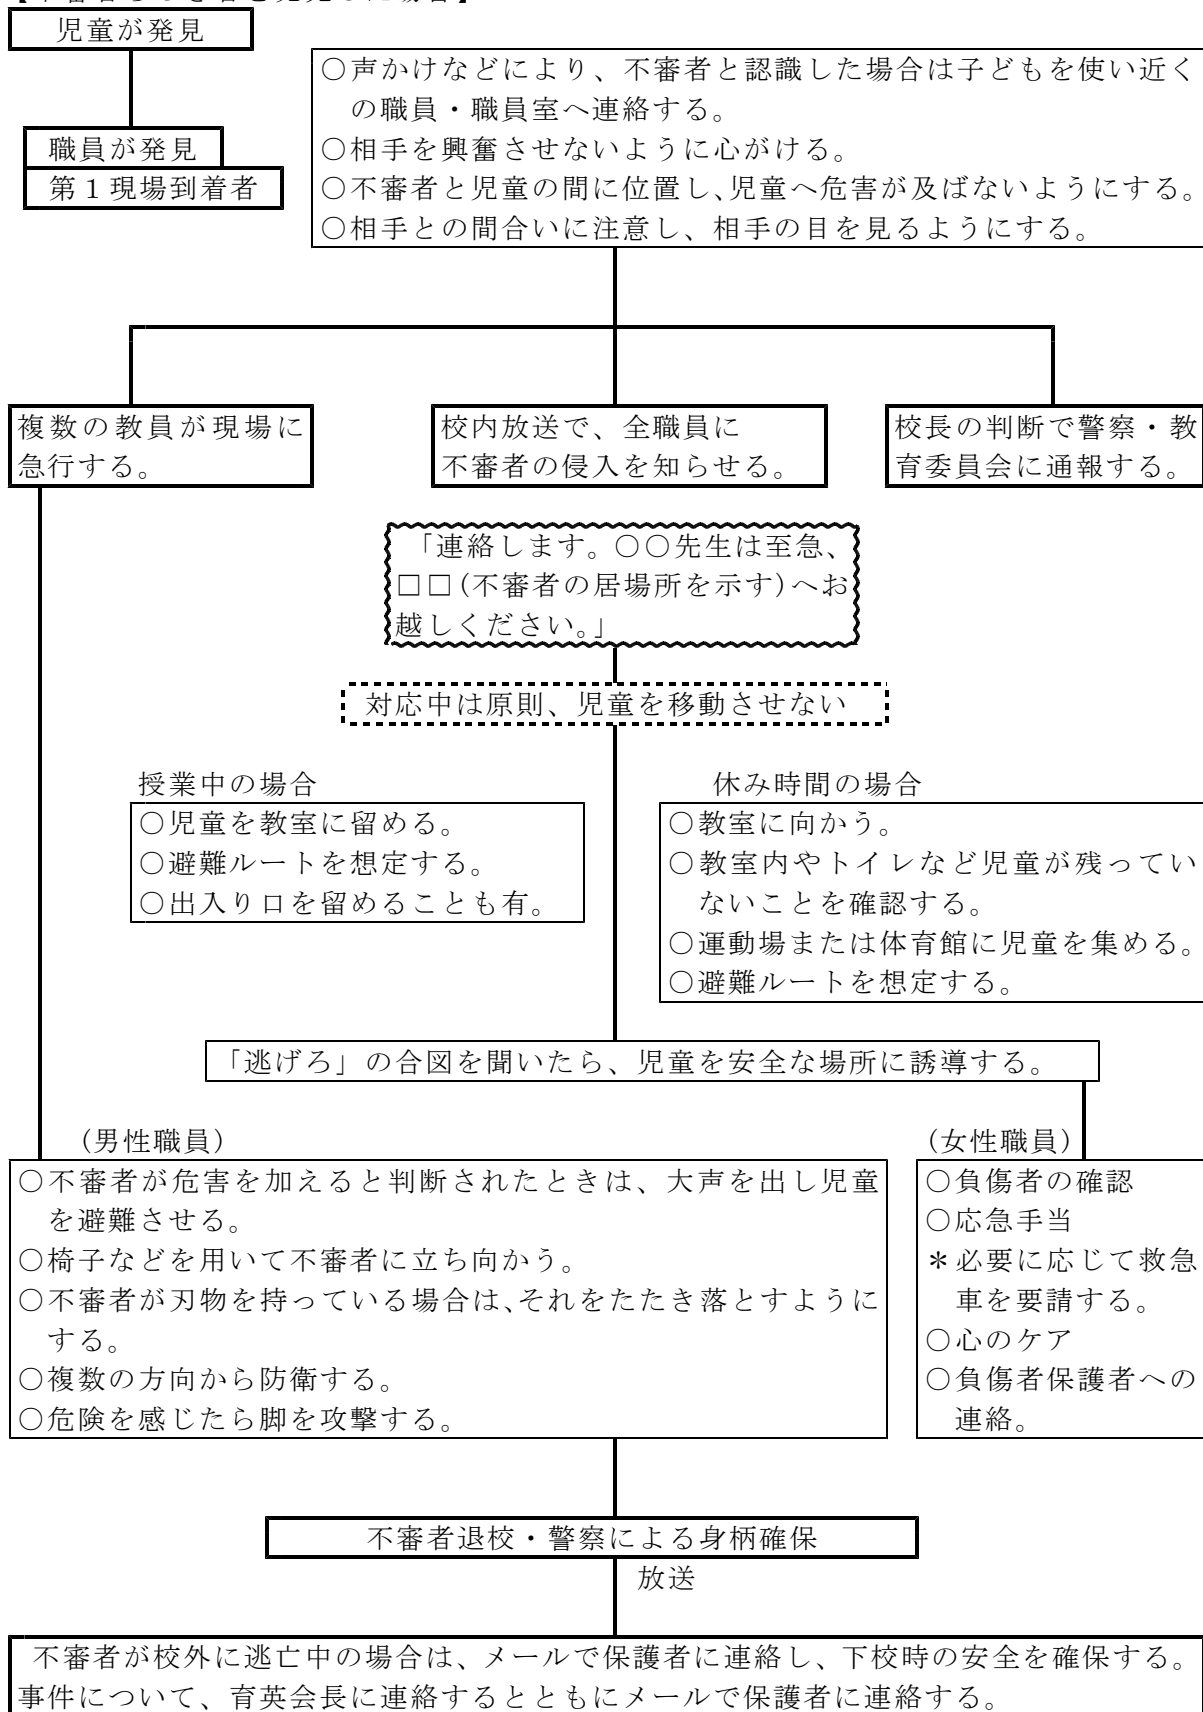 児童が発見
○声かけなどにより、不審者と認識した場合は子どもを使い近く
の職員・職員室へ連絡する。
職員が発見
○相手を興奮させないように心がける。
第1現場到着者
○不審者と児童の間に位置し、児童へ危害が及ばないようにする。
○相手との間合いに注意し、相手の目を見るようにする。
複数の教員が現場に
急行する。
校内放送で、全職員に
不審者の侵入を知らせる。
校長の判断で警察・教
育委員会に通報する。
「連絡します。○○先生は至急、
□□(不審者の居場所を示す)へお
越しください。」
対応中は原則、児童を移動させない
授業中の場合
○児童を教室に留める。
○避難ルートを想定する。
○出入り口を留めることも有。
休み時間の場合
○教室に向かう。
○教室内やトイレなど児童が残ってい
ないことを確認する。
○運動場または体育館に児童を集める。
○避難ルートを想定する。
「逃げろ」の合図を聞いたら、児童を安全な場所に誘導する。
(男性職員)
○不審者が危害を加えると判断されたときは、大声を出し児童
を避難させる。
○椅子などを用いて不審者に立ち向かう。
○不審者が刃物を持っている場合は、それをたたき落とすように
する。
○複数の方向から防衛する。
○危険を感じたら脚を攻撃する。
(女性職員)
○負傷者の確認
○応急手当
＊必要に応じて救急
車を要請する。
○心のケア
○負傷者保護者への
連絡。
不審者退校・警察による身柄確保
放送
不審者が校外に逃亡中の場合は、メールで保護者に連絡し、下校時の安全を確保する。
事件について、育英会長に連絡するとともにメールで保護者に連絡する。